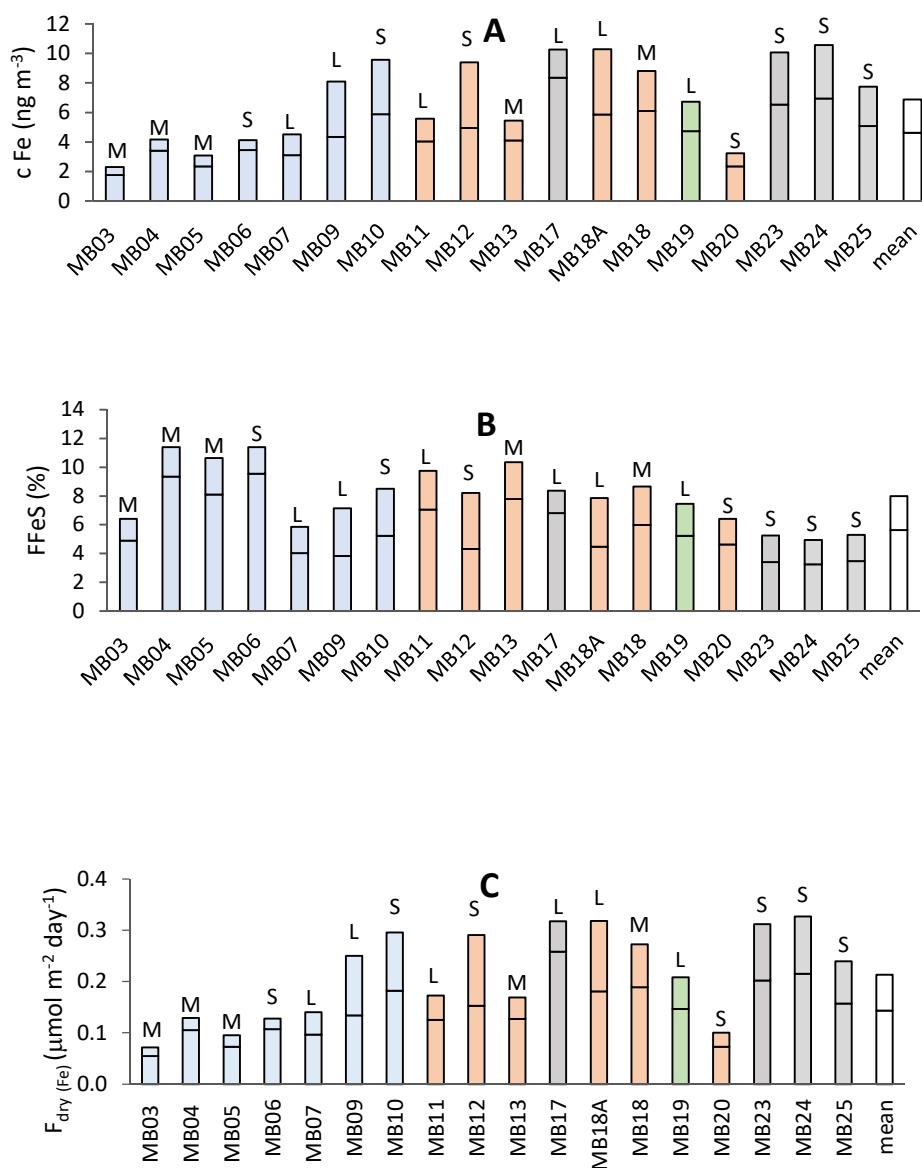 A
c Fe (ng m⁻³)
12
10
8
6
4
2
0
M M M S L L S L S M L L M L S S S S
MB03 MB04 MB05 MB06 MB07 MB09 MB10 MB11 MB12 MB13 MB17 MB18A MB18 MB19 MB20 MB23 MB24 MB25 mean
B
FFeS (%)
14
12
10
8
6
4
2
0
M M M S L L S L S M L L M L S S S S
MB03 MB04 MB05 MB06 MB07 MB09 MB10 MB11 MB12 MB13 MB17 MB18A MB18 MB19 MB20 MB23 MB24 MB25 mean
C
F dry (Fe) (µmol m⁻² day⁻¹)
0.4
0.3
0.2
0.1
0.0
M M M S L L S L S M L L M L S S S S
MB03 MB04 MB05 MB06 MB07 MB09 MB10 MB11 MB12 MB13 MB17 MB18A MB18 MB19 MB20 MB23 MB24 MB25 mean